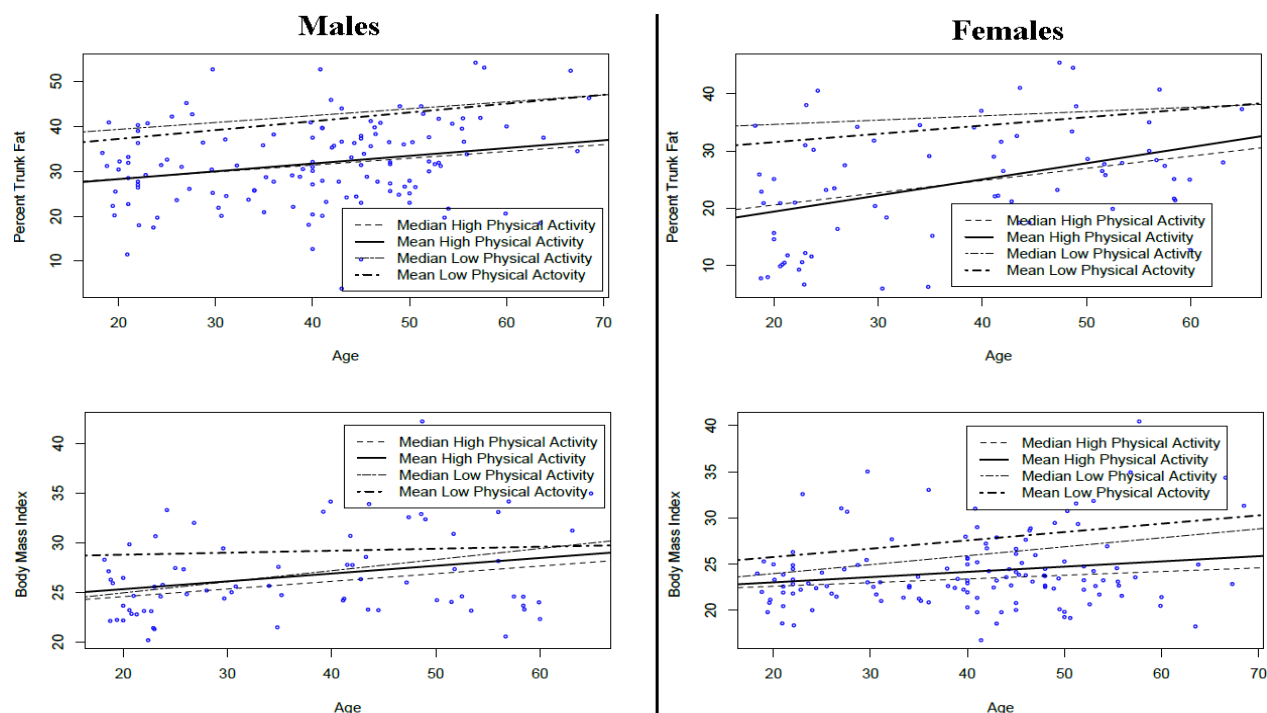 Males
Females
Percent Trunk Fat
50
40
30
20
10
Median High Physical Activity
Mean High Physical Activity
Median Low Physical Activity
Mean Low Physical Actovity
20 30 40 50 60 70
Age
Percent Trunk Fat
40
30
20
10
Median High Physical Activity
Mean High Physical Activity
Median Low Physical Activity
Mean Low Physical Actovity
20 30 40 50 60
Age
Body Mass Index
40
35
30
25
20
Median High Physical Activity
Mean High Physical Activity
Median Low Physical Activity
Mean Low Physical Actovity
20 30 40 50 60
Age
Body Mass Index
40
35
30
25
20
Median High Physical Activity
Mean High Physical Activity
Median Low Physical Activity
Mean Low Physical Actovity
20 30 40 50 60 70
Age